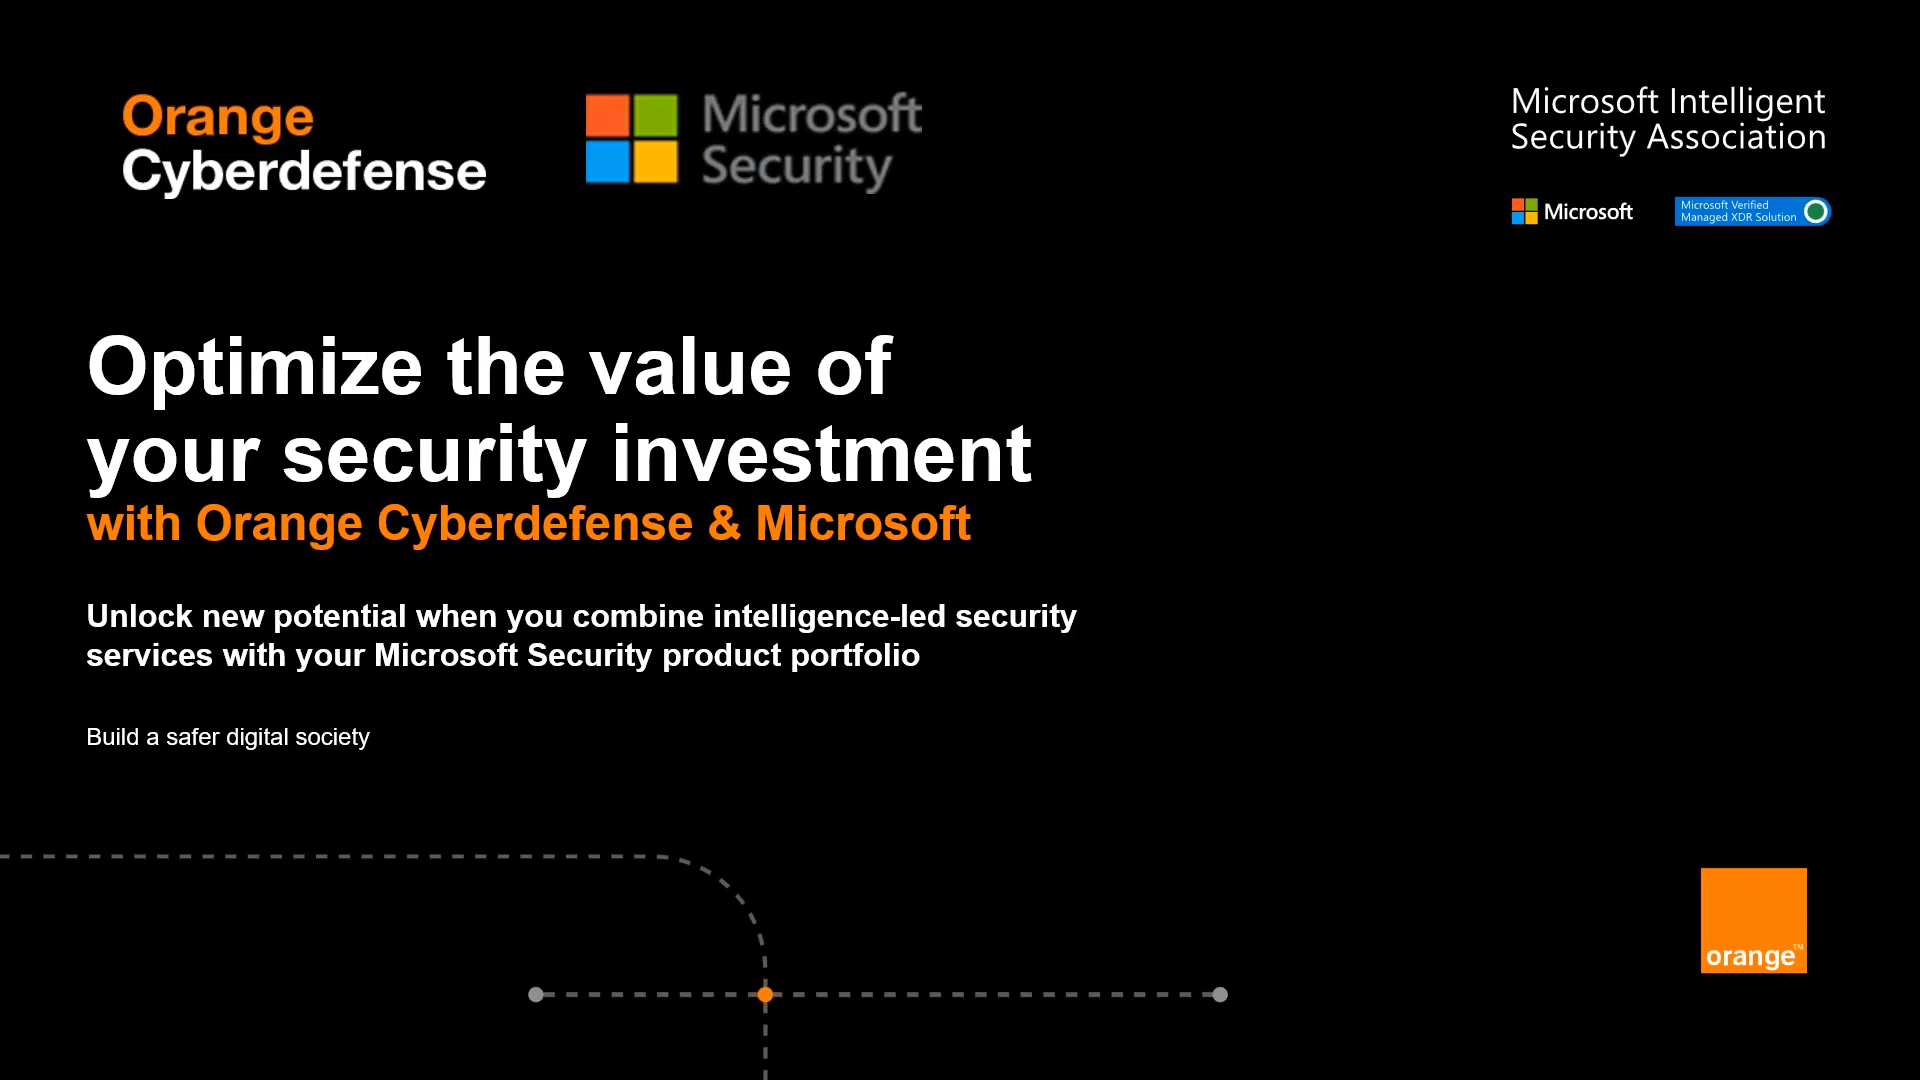 Orange
Cyberdefense
Microsoft
Security
Microsoft Intelligent
Security Association
Microsoft
Microsoft Verified
Managed XDR Solution
Optimize the value of
your security investment
with Orange Cyberdefense & Microsoft
Unlock new potential when you combine intelligence-led security
services with your Microsoft Security product portfolio
Build a safer digital society
orange™